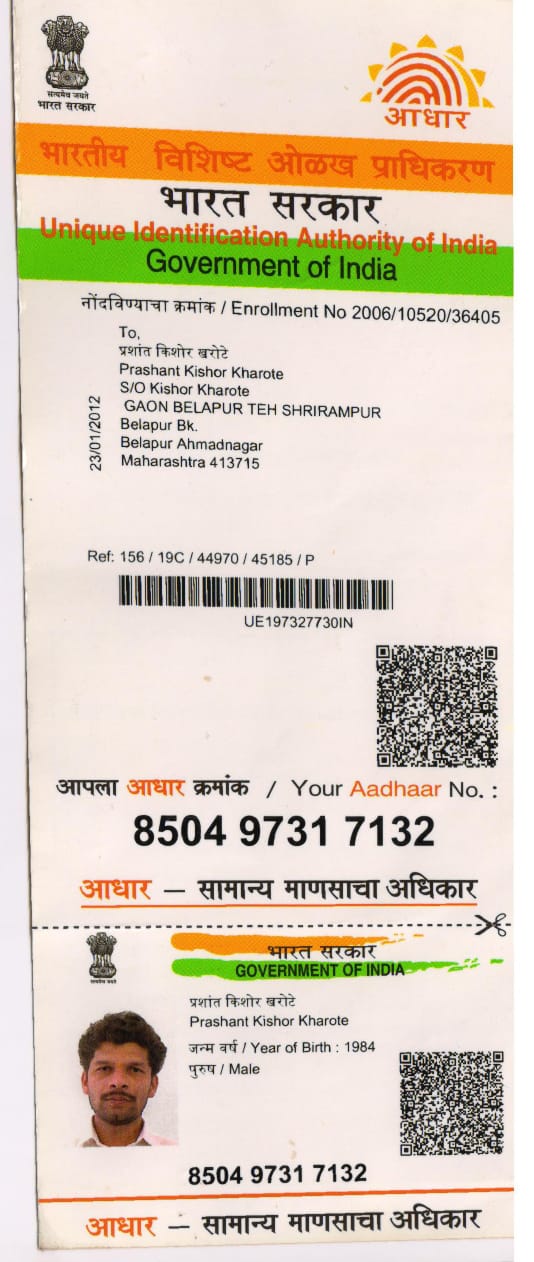 सत्यमेव जयते
भारत सरकार
आधार
भारतीय विशिष्ट ओळख प्राधिकरण
भारत सरकार
Unique Identification Authority of India
Government of India
नोंदविण्याचा क्रमांक / Enrollment No 2006/10520/36405
To,
प्रशांत किशोर खरोटे
Prashant Kishor Kharote
S/O Kishor Kharote
GAON BELAPUR TEH SHRIRAMPUR
Belapur Bk.
Belapur Ahmadnagar
Maharashtra 413715
23/01/2012
Ref: 156 / 19C / 44970 / 45185 / P
UE197327730IN
आपला आधार क्रमांक / Your Aadhaar No. :
8504 9731 7132
आधार — सामान्य माणसाचा अधिकार
भारत सरकार
GOVERNMENT OF INDIA
सत्यमेव जयते
प्रशांत किशोर खरोटे
Prashant Kishor Kharote
जन्म वर्ष / Year of Birth : 1984
पुरुष / Male
8504 9731 7132
आधार — सामान्य माणसाचा अधिकार